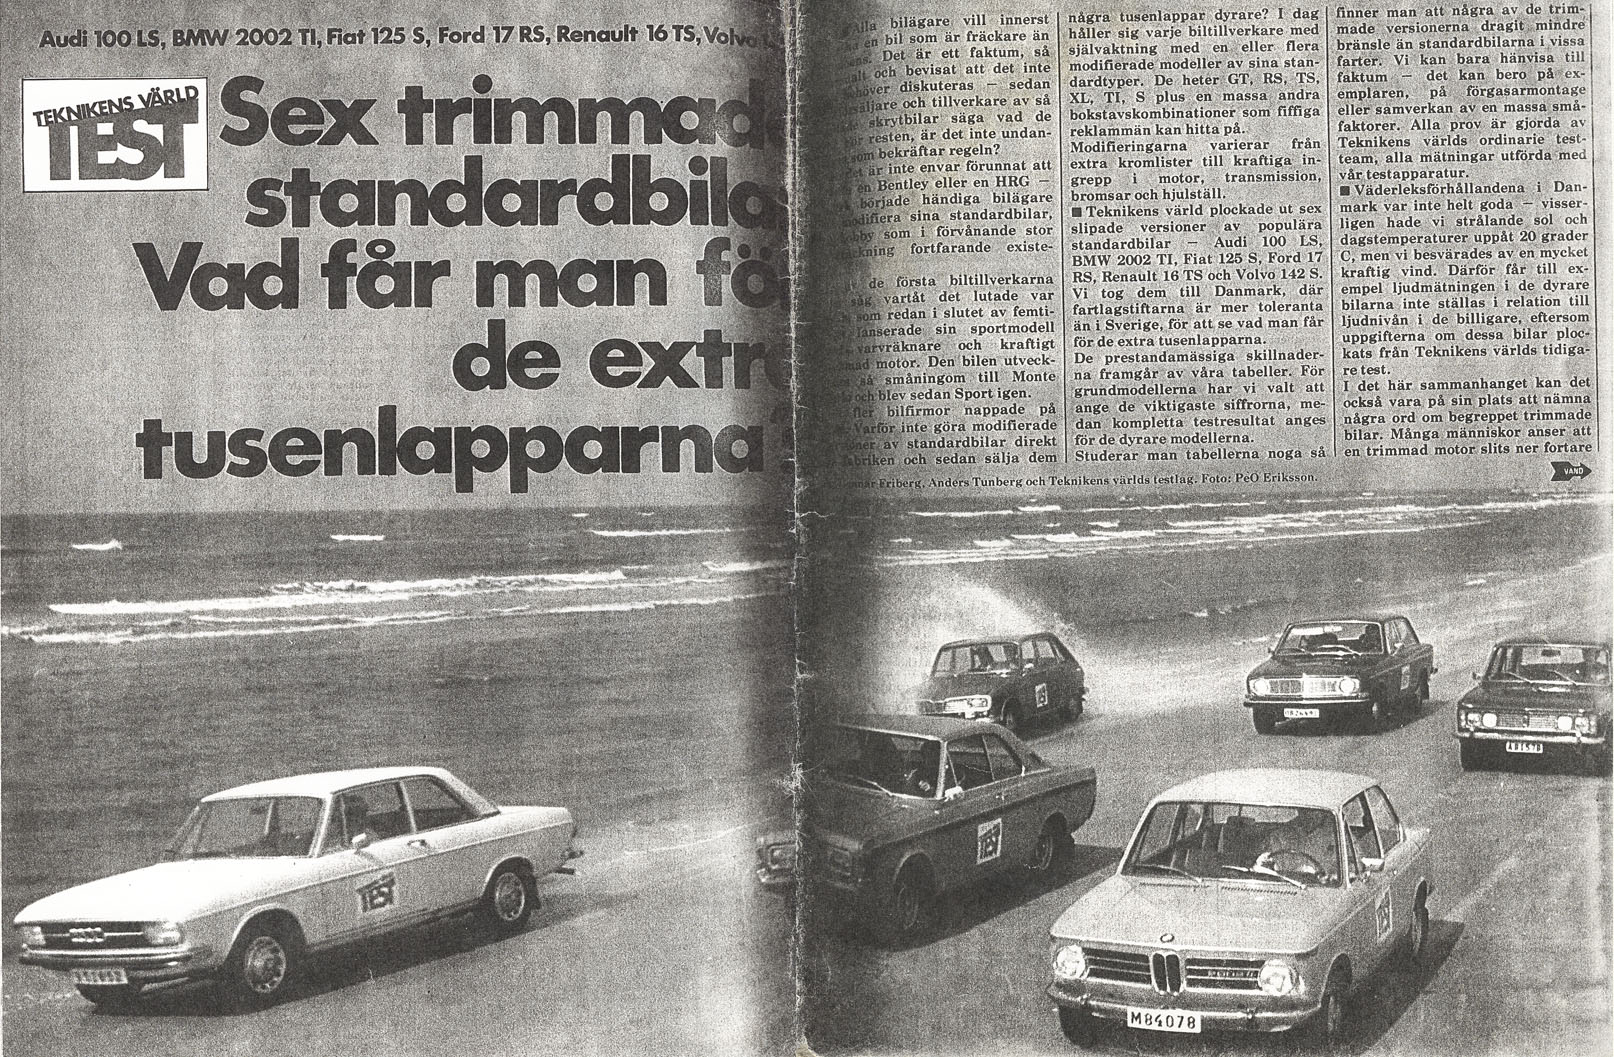 Audi 100 LS, BMW 2002 TI, Fiat 125 S, Ford 17 RS, Renault 16 TS, Volvo
TEKNIKENS VÄRLD
TEST
Sex trimmade
standardbila
Vad får man fö
de extr
tusenlapparna
Alla bilägare vill innerst
en bil som är fräckare än
Det är ett faktum, så
och bevisat att det inte
diskuteras — sedan
säljare och tillverkare av så
skrytbilar säga vad de
resten, är det inte undan-
som bekräftar regeln?
är inte envar förunnat att
en Bentley eller en HRG —
började händiga bilägare
modifiera sina standardbilar,
som i förvånande stor
fortfarande existe-
de första biltillverkarna
såg vartåt det lutade var
som redan i slutet av femti-
lanserade sin sportmodell
varvräknare och kraftigt
motor. Den bilen utveck-
så småningom till Monte
och blev sedan Sport igen.
fler bilfirmor nappade på
Varför inte göra modifierade
av standardbilar direkt
fabriken och sedan sälja dem
några tusenlappar dyrare? I dag
håller sig varje biltillverkare med
självaktning med en eller flera
modifierade modeller av sina stan-
dardtyper. De heter GT, RS, TS,
XL, TI, S plus en massa andra
bokstavskombinationer som fiffiga
reklammän kan hitta på.
Modifieringarna varierar från
extra kromlister till kraftiga in-
grepp i motor, transmission,
bromsar och hjulställ.
■ Teknikens värld plockade ut sex
slipade versioner av populära
standardbilar — Audi 100 LS,
BMW 2002 TI, Fiat 125 S, Ford 17
RS, Renault 16 TS och Volvo 142 S.
Vi tog dem till Danmark, där
fartlagstiftarna är mer toleranta
än i Sverige, för att se vad man får
för de extra tusenlapparna.
De prestandamässiga skillnader-
na framgår av våra tabeller. För
grundmodellerna har vi valt att
ange de viktigaste siffrorna, me-
dan kompletta testresultat anges
för de dyrare modellerna.
Studerar man tabellerna noga så
finner man att några av de trim-
made versionerna dragit mindre
bränsle än standardbilarna i vissa
farter. Vi kan bara hänvisa till
faktum — det kan bero på ex-
emplaren, på förgasarmontage
eller samverkan av en massa små-
faktorer. Alla prov är gjorda av
Teknikens världs ordinarie test-
team, alla mätningar utförda med
vår testapparatur.
■ Väderleksförhållandena i Dan-
mark var inte helt goda — visser-
ligen hade vi strålande sol och
dagstemperaturer uppåt 20 grader
C, men vi besvärades av en mycket
kraftig vind. Därför får till ex-
empel ljudmätningen i de dyrare
bilarna inte ställas i relation till
ljudnivån i de billigare, eftersom
uppgifterna om dessa bilar ploc-
kats från Teknikens världs tidiga-
re test.
I det här sammanhanget kan det
också vara på sin plats att nämna
några ord om begreppet trimmade
bilar. Många människor anser att
en trimmad motor slits ner fortare
VÄND
Friberg, Anders Tunberg och Teknikens världs testlag. Foto: PeÖ Eriksson.
TEST
TEST
TEST
TEST
M84078